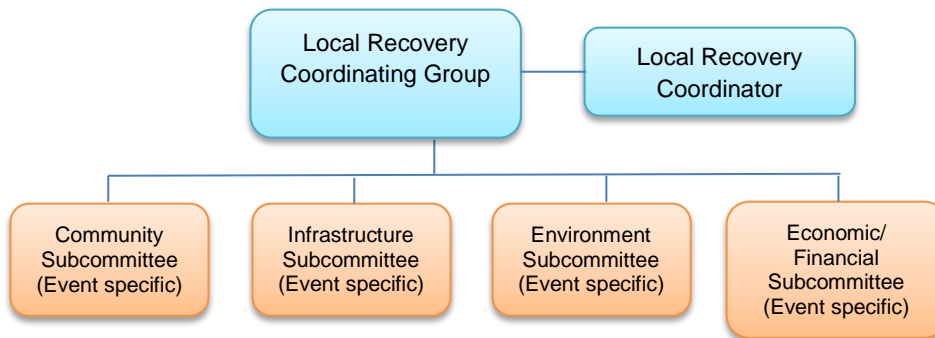 Local Recovery
Coordinating Group
Local Recovery
Coordinator
Community
Subcommittee
(Event specific)
Infrastructure
Subcommittee
(Event specific)
Environment
Subcommittee
(Event specific)
Economic/
Financial
Subcommittee
(Event specific)